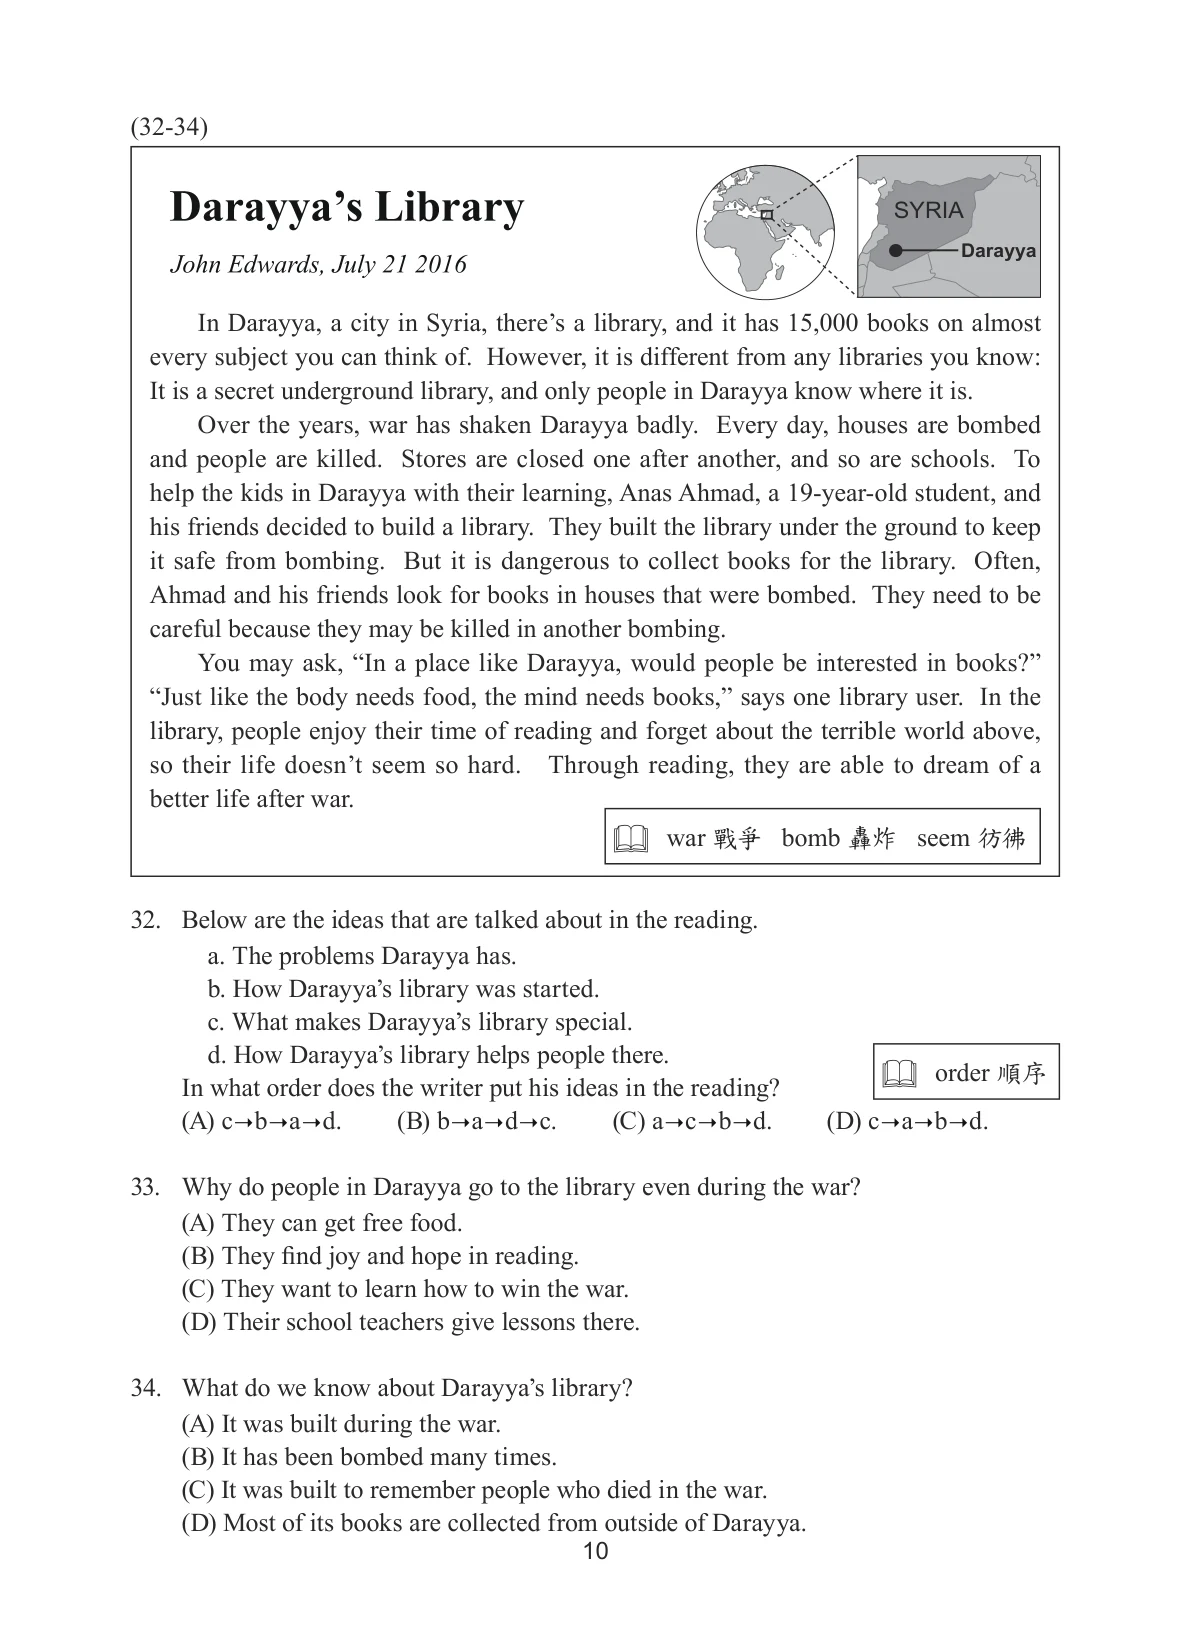 (32-34)
Darayya's Library
John Edwards, July 21 2016
SYRIA
Darayya
In Darayya, a city in Syria, there's a library, and it has 15,000 books on almost
every subject you can think of. However, it is different from any libraries you know:
It is a secret underground library, and only people in Darayya know where it is.
Over the years, war has shaken Darayya badly. Every day, houses are bombed
and people are killed. Stores are closed one after another, and so are schools. To
help the kids in Darayya with their learning, Anas Ahmad, a 19-year-old student, and
his friends decided to build a library. They built the library under the ground to keep
it safe from bombing. But it is dangerous to collect books for the library. Often,
Ahmad and his friends look for books in houses that were bombed. They need to be
careful because they may be killed in another bombing.
You may ask, “In a place like Darayya, would people be interested in books?”
“Just like the body needs food, the mind needs books,” says one library user. In the
library, people enjoy their time of reading and forget about the terrible world above,
so their life doesn't seem so hard. Through reading, they are able to dream of a
better life after war.
war 戰爭 bomb 轟炸 seem 彷彿
32. Below are the ideas that are talked about in the reading.
a. The problems Darayya has.
b. How Darayya's library was started.
c. What makes Darayya's library special.
d. How Darayya's library helps people there.
order 順序
In what order does the writer put his ideas in the reading?
(A) c→b→a→d. (B) b→a→d→c. (C) a→c→b→d. (D) c→a→b→d.
33. Why do people in Darayya go to the library even during the war?
(A) They can get free food.
(B) They find joy and hope in reading.
(C) They want to learn how to win the war.
(D) Their school teachers give lessons there.
34. What do we know about Darayya's library?
(A) It was built during the war.
(B) It has been bombed many times.
(C) It was built to remember people who died in the war.
(D) Most of its books are collected from outside of Darayya.
10